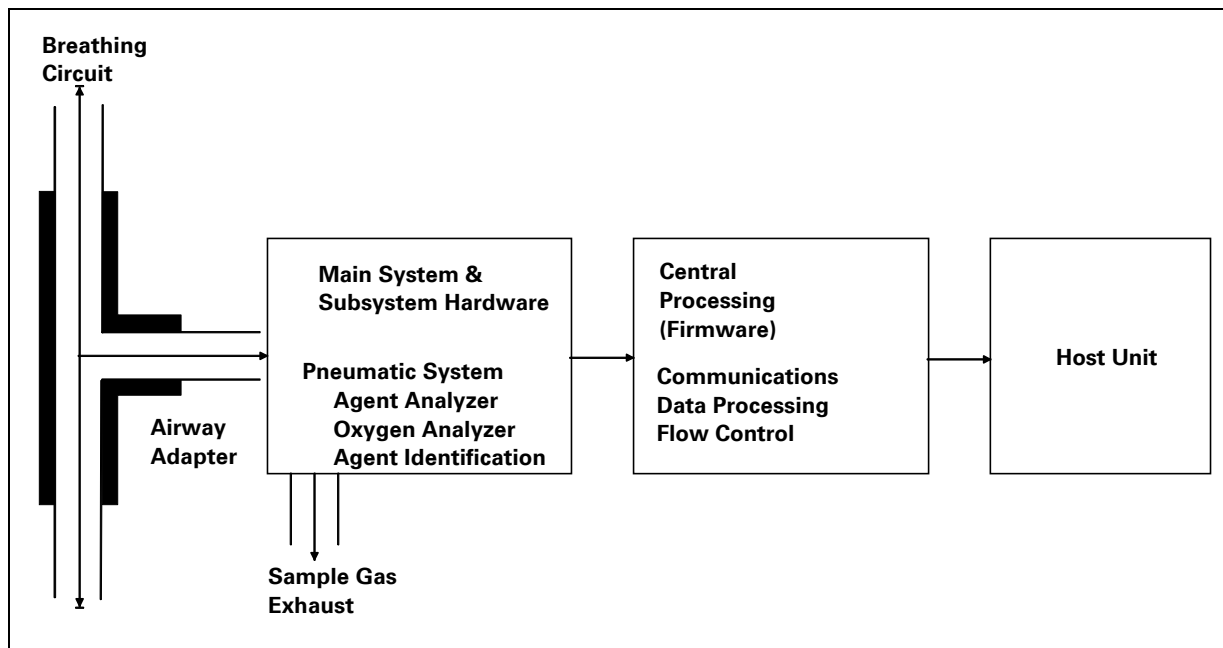 Breathing
Circuit
Airway
Adapter
Main System &
Subsystem Hardware
Pneumatic System
Agent Analyzer
Oxygen Analyzer
Agent Identification
Sample Gas
Exhaust
Central
Processing
(Firmware)
Communications
Data Processing
Flow Control
Host Unit